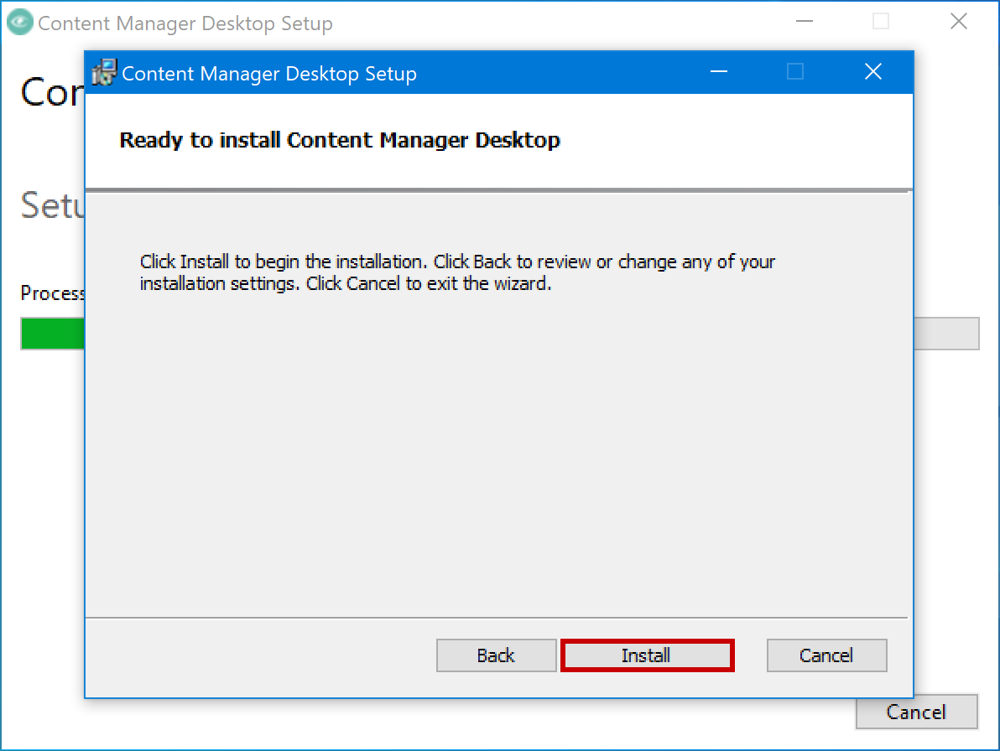 Content Manager Desktop Setup
Content Manager Desktop Setup
Ready to install Content Manager Desktop
Click Install to begin the installation. Click Back to review or change any of your
installation settings. Click Cancel to exit the wizard.
Back
Install
Cancel
Process
Cancel